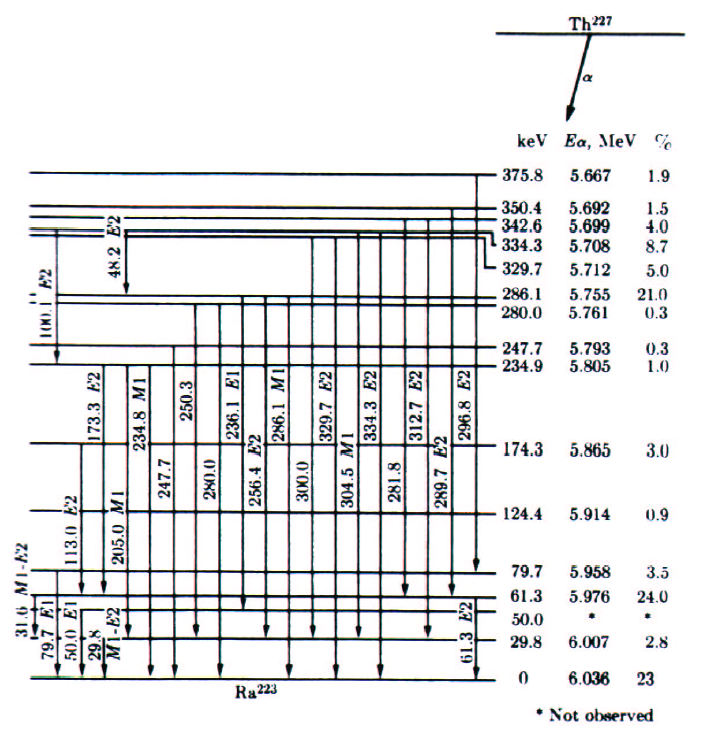 Th227
α
keV Eα, MeV %
375.8 5.667 1.9
350.4 5.692 1.5
342.6 5.699 4.0
334.3 5.708 8.7
329.7 5.712 5.0
286.1 5.755 21.0
280.0 5.761 0.3
247.7 5.793 0.3
234.9 5.805 1.0
174.3 5.865 3.0
124.4 5.914 0.9
79.7 5.958 3.5
61.3 5.976 24.0
50.0 * *
29.8 6.007 2.8
0 6.036 23
* Not observed
Ra223
31.6 M1-E2
79.7 E1
100.1 E2
50.0 E1
113.0 E2
29.8 M1-E2
173.3 E2
205.0 M1
48.2 E2
234.8 M1
247.7
250.3
280.0
236.1 E1
256.4 E2
286.1 M1
300.0
329.7 E2
304.5 M1
334.3 E2
281.8
312.7 E2
289.7 E2
296.8 E2
61.3 E2